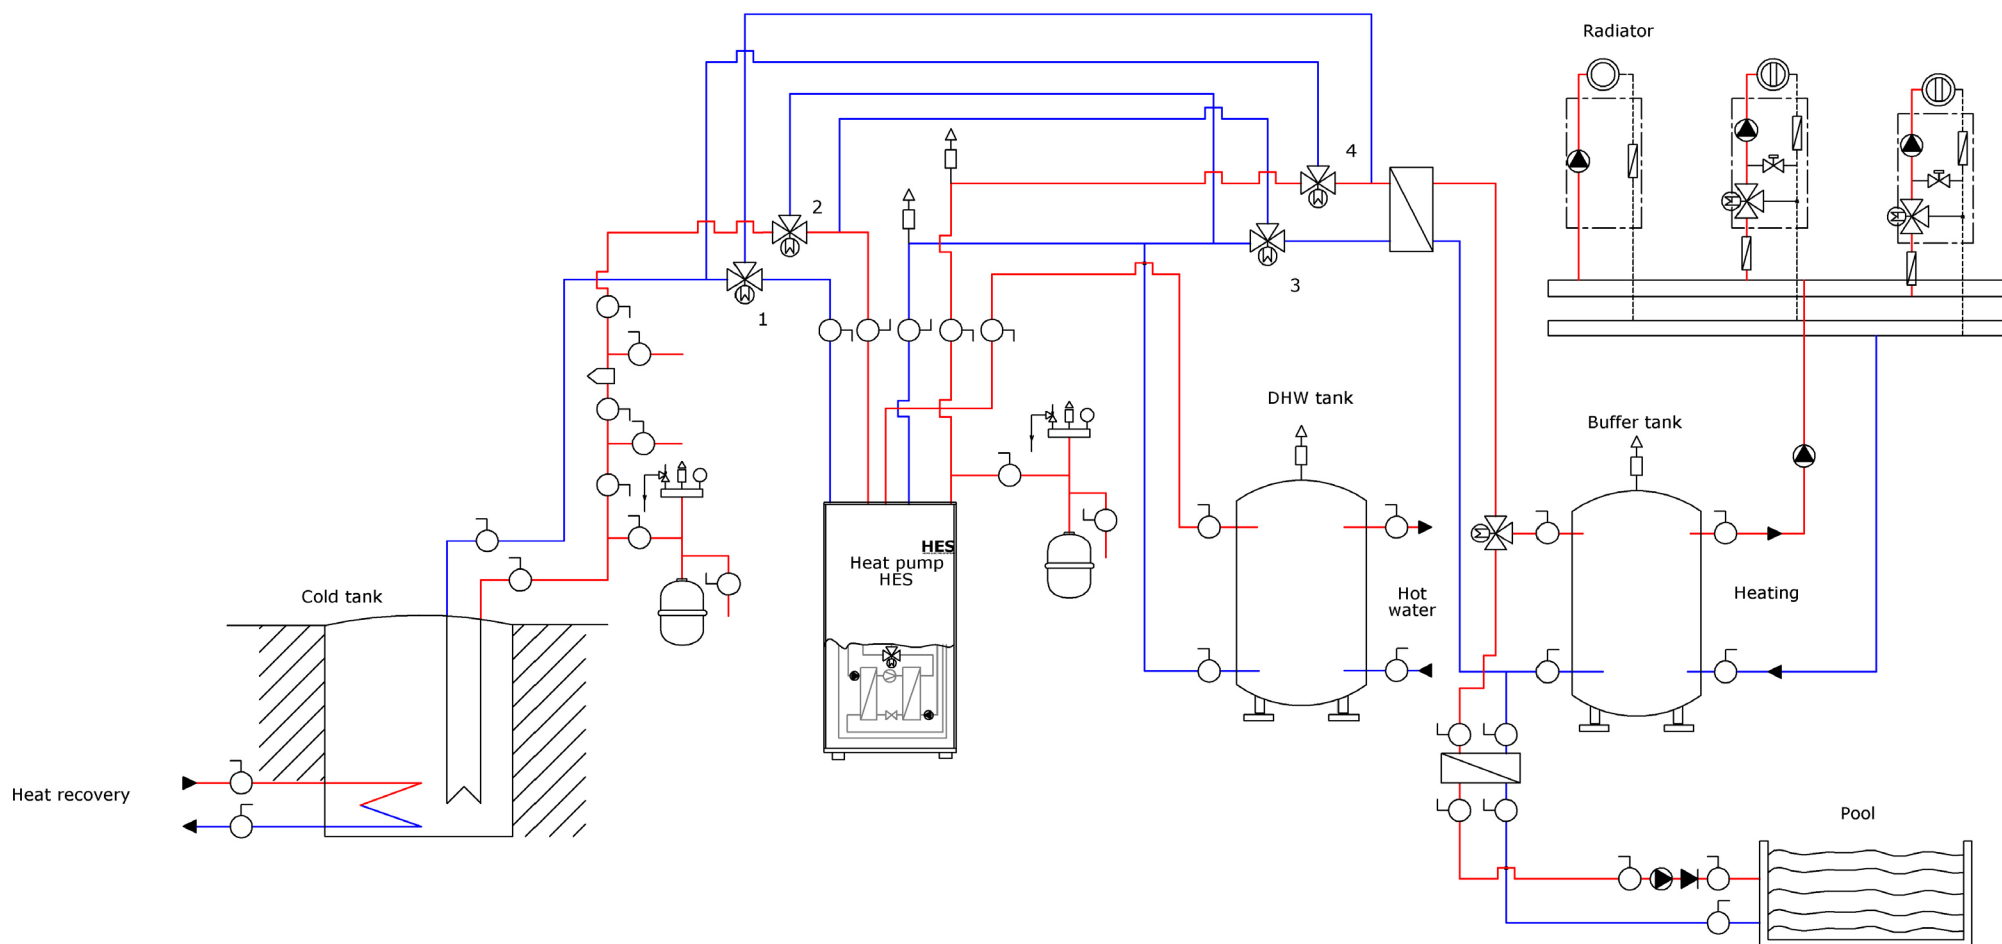 Radiator
4
2
3
1
DHW tank
Buffer tank
HES
Heat pump
HES
Cold tank
Hot
water
Heating
Heat recovery
Pool